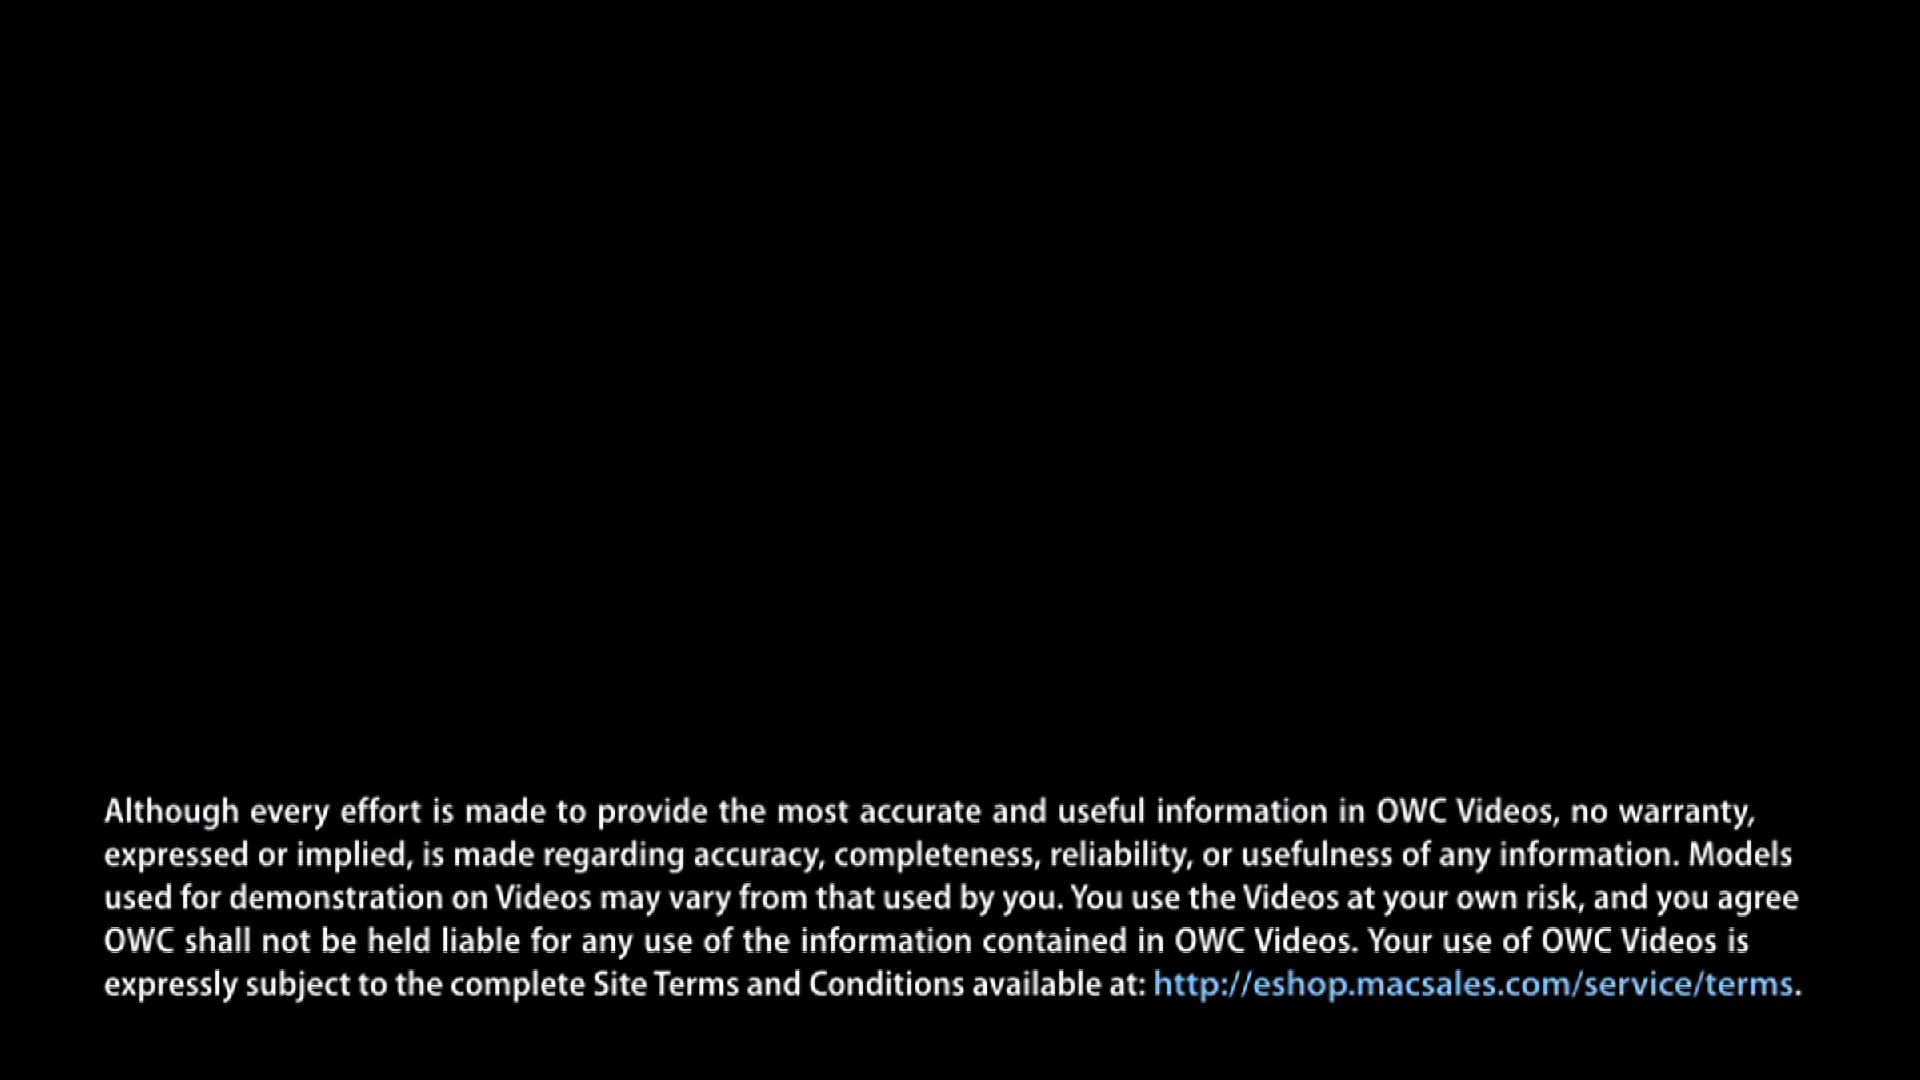 Although every effort is made to provide the most accurate and useful information in OWC Videos, no warranty,
expressed or implied, is made regarding accuracy, completeness, reliability, or usefulness of any information. Models
used for demonstration on Videos may vary from that used by you. You use the Videos at your own risk, and you agree
OWC shall not be held liable for any use of the information contained in OWC Videos. Your use of OWC Videos is
expressly subject to the complete Site Terms and Conditions available at: http://eshop.macsales.com/service/terms.